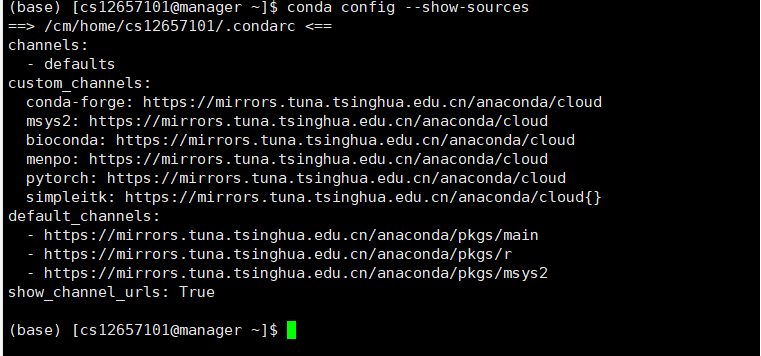 (base) [cs12657101@manager ~]$ conda config --show-sources
==> /cm/home/cs12657101/.condarc <==
channels:
  - defaults
custom_channels:
  conda-forge: https://mirrors.tuna.tsinghua.edu.cn/anaconda/cloud
  msys2: https://mirrors.tuna.tsinghua.edu.cn/anaconda/cloud
  bioconda: https://mirrors.tuna.tsinghua.edu.cn/anaconda/cloud
  menpo: https://mirrors.tuna.tsinghua.edu.cn/anaconda/cloud
  pytorch: https://mirrors.tuna.tsinghua.edu.cn/anaconda/cloud
  simpleitk: https://mirrors.tuna.tsinghua.edu.cn/anaconda/cloud{}
default_channels:
  - https://mirrors.tuna.tsinghua.edu.cn/anaconda/pkgs/main
  - https://mirrors.tuna.tsinghua.edu.cn/anaconda/pkgs/r
  - https://mirrors.tuna.tsinghua.edu.cn/anaconda/pkgs/msys2
show_channel_urls: True
(base) [cs12657101@manager ~]$